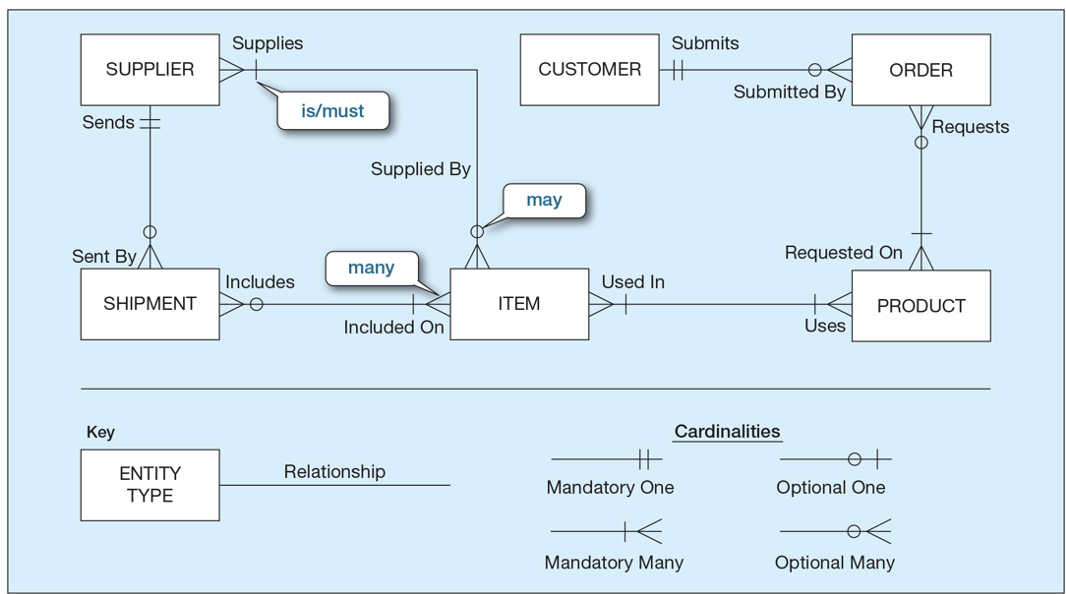 Supplies
Submits
SUPPLIER
CUSTOMER
ORDER
Submitted By
is/must
Sends
Requests
Supplied By
may
Sent By
many
Requested On
Includes
Used In
SHIPMENT
ITEM
PRODUCT
Included On
Uses
Key
Cardinalities
ENTITY
TYPE
Relationship
Mandatory One
Optional One
Mandatory Many
Optional Many